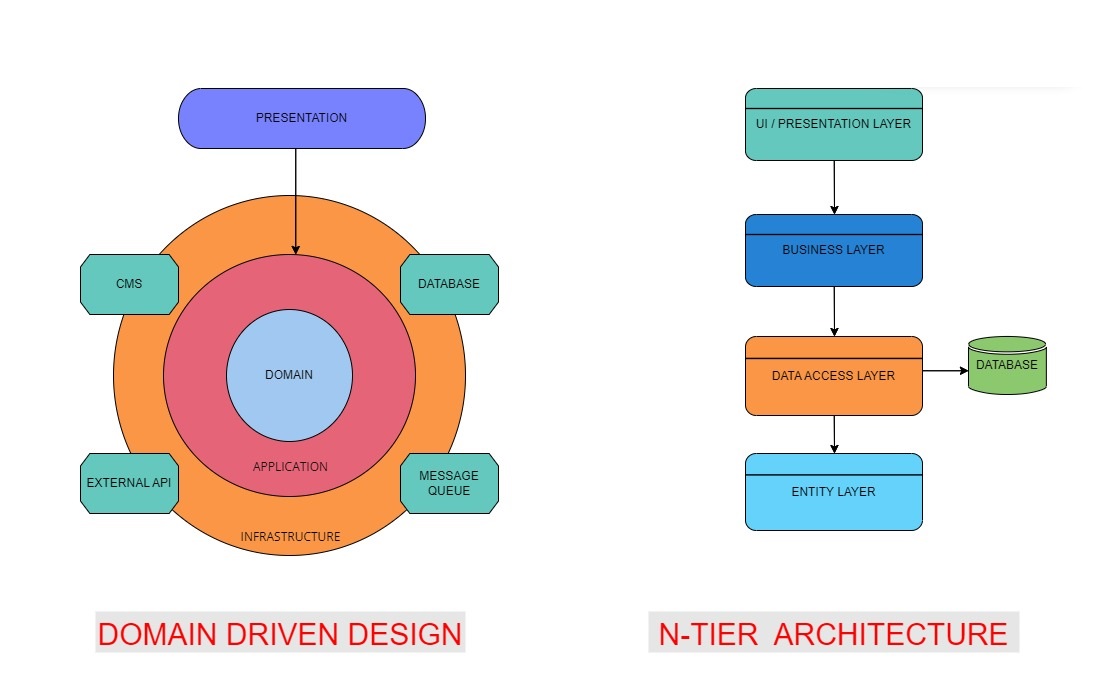 PRESENTATION
CMS
DATABASE
DOMAIN
APPLICATION
EXTERNAL API
MESSAGE
QUEUE
INFRASTRUCTURE
DOMAIN DRIVEN DESIGN
UI / PRESENTATION LAYER
BUSINESS LAYER
DATA ACCESS LAYER
DATABASE
ENTITY LAYER
N-TIER  ARCHITECTURE